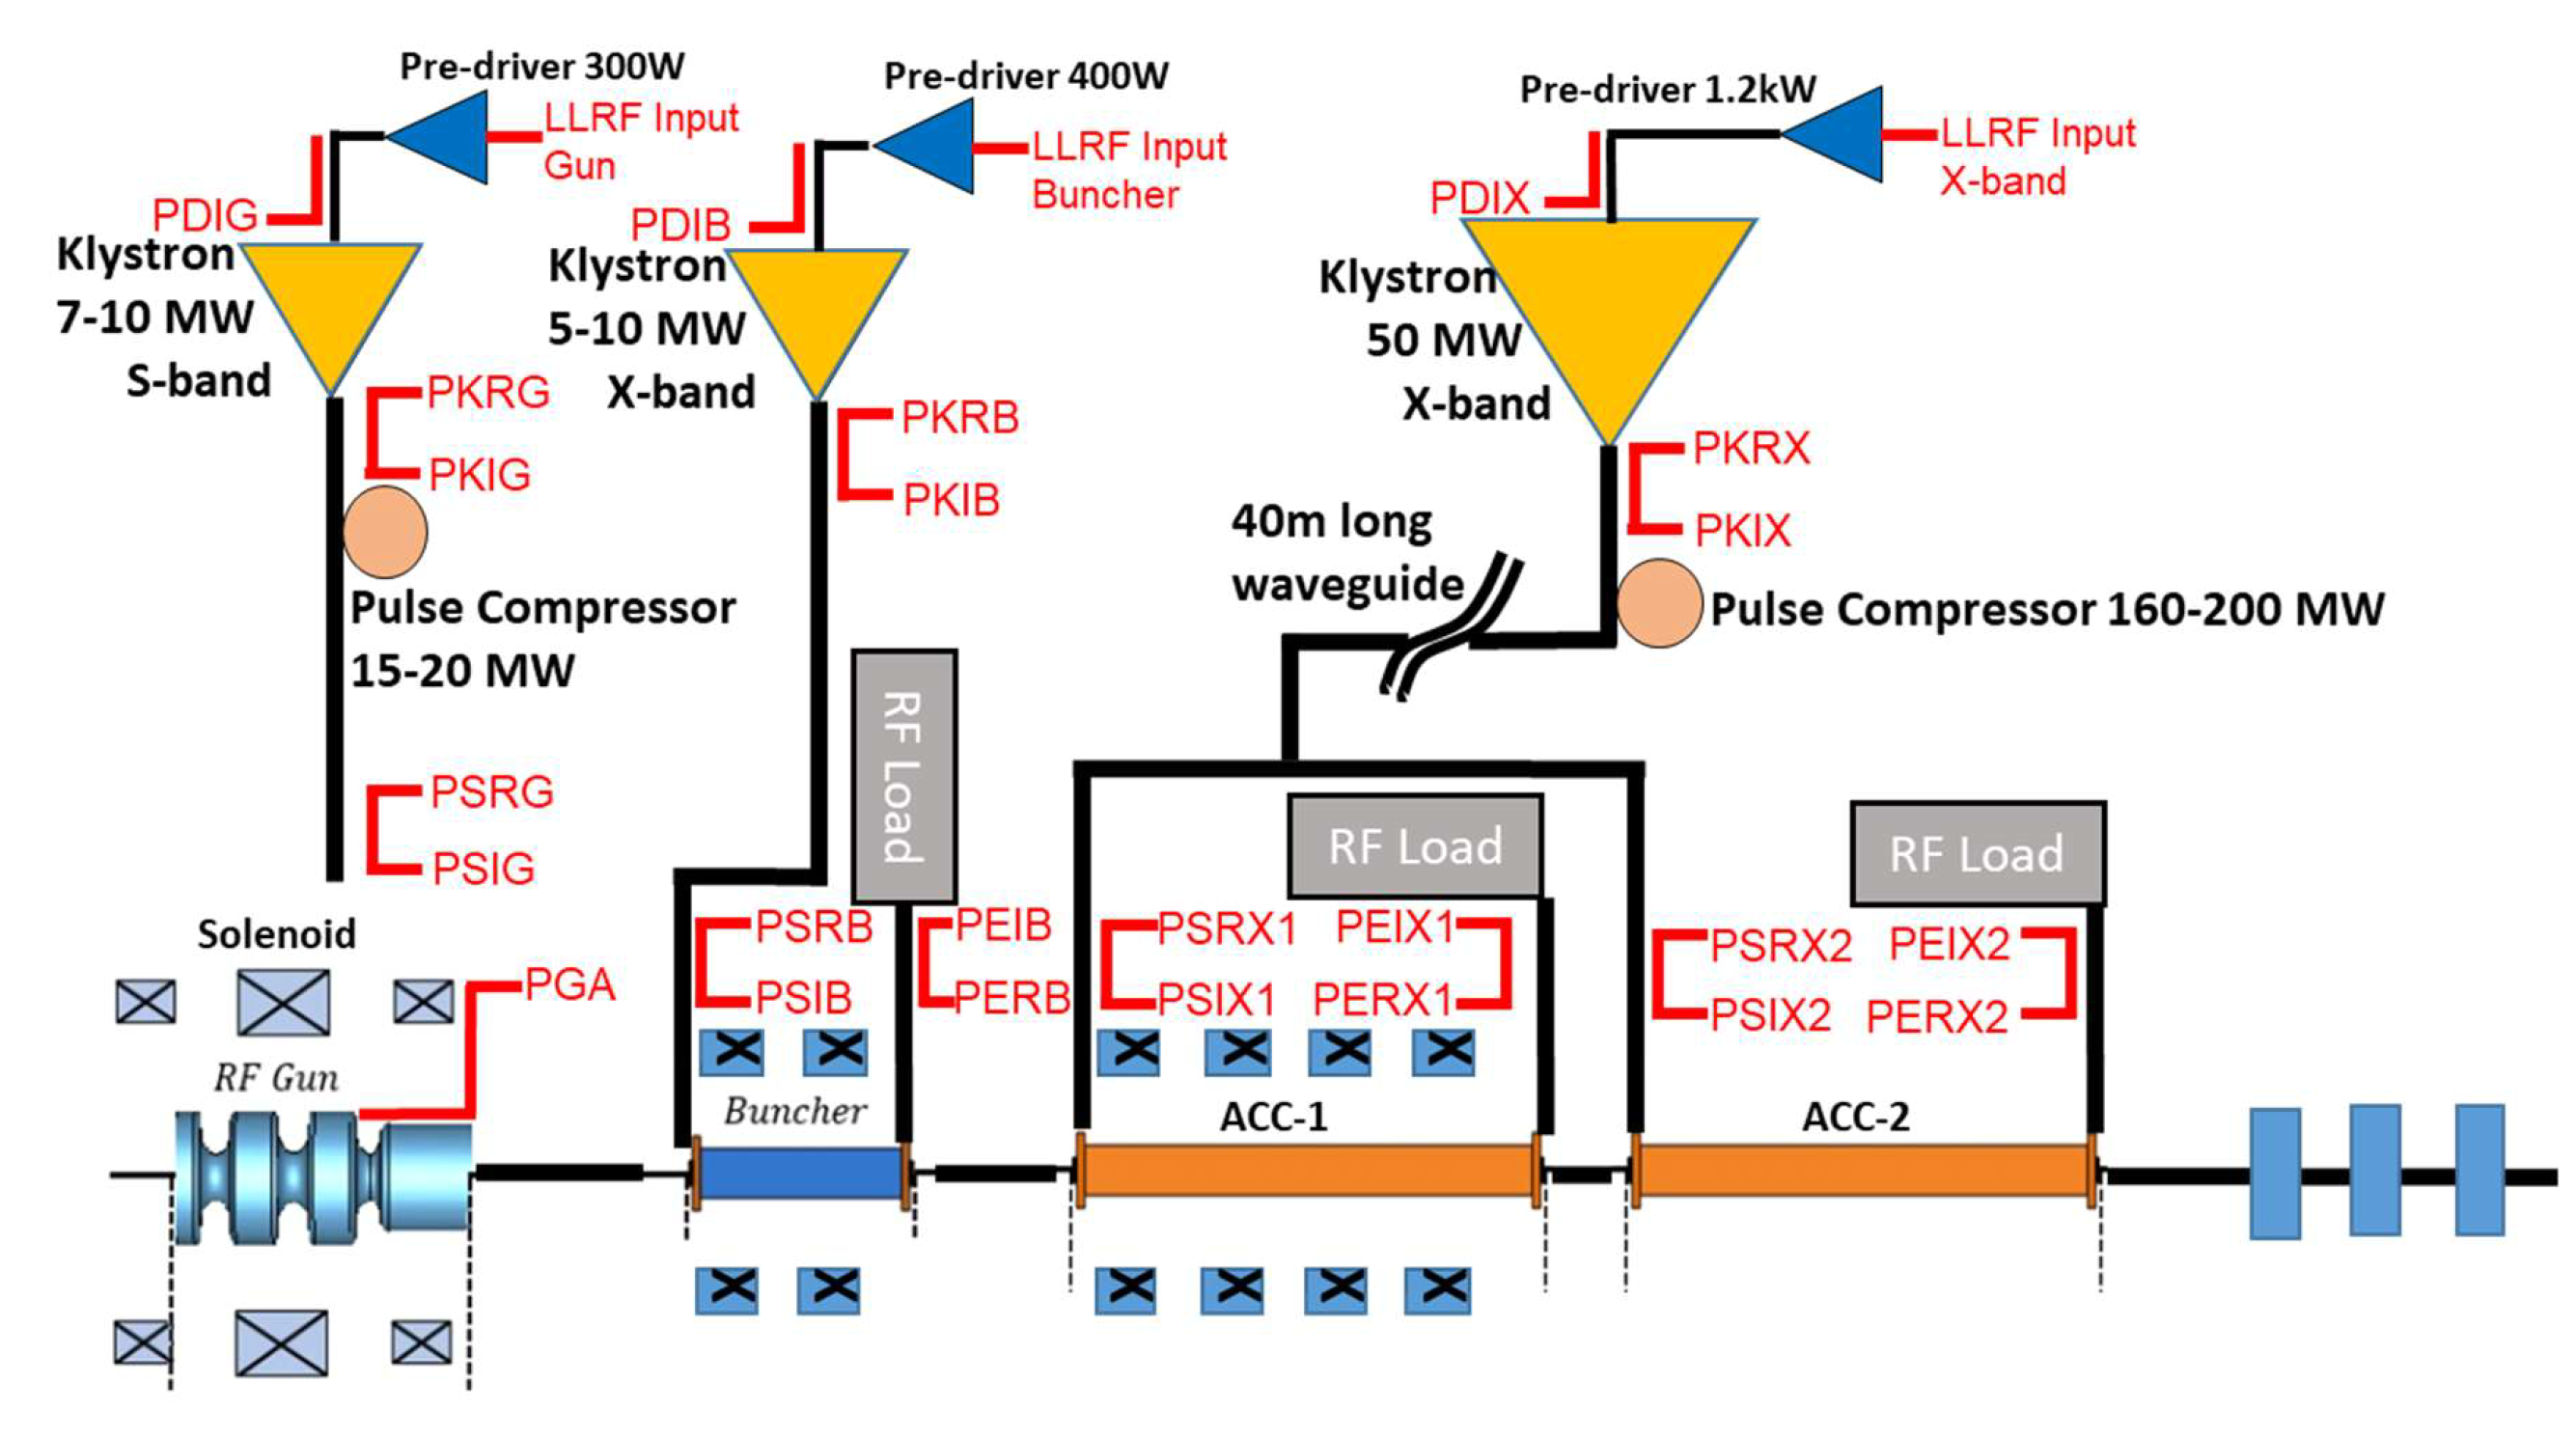 Pre-driver 300W
LLRF Input
Gun
PDIG
Klystron
7-10 MW
S-band
PKRG
PKIG
Pulse Compressor
15-20 MW
PSRG
PSIG
Solenoid
PGA
RF Gun
Pre-driver 400W
LLRF Input
Buncher
PDIB
Klystron
5-10 MW
X-band
PKRB
PKIB
RF Load
PSRB
PSIB
PEIB
PERB
Buncher
Pre-driver 1.2kW
LLRF Input
X-band
PDIX
Klystron
50 MW
X-band
PKRX
PKIX
40m long
waveguide
Pulse Compressor 160-200 MW
RF Load
PSRX1
PEIX1
PSIX1
PERX1
ACC-1
RF Load
PSRX2
PEIX2
PSIX2
PERX2
ACC-2